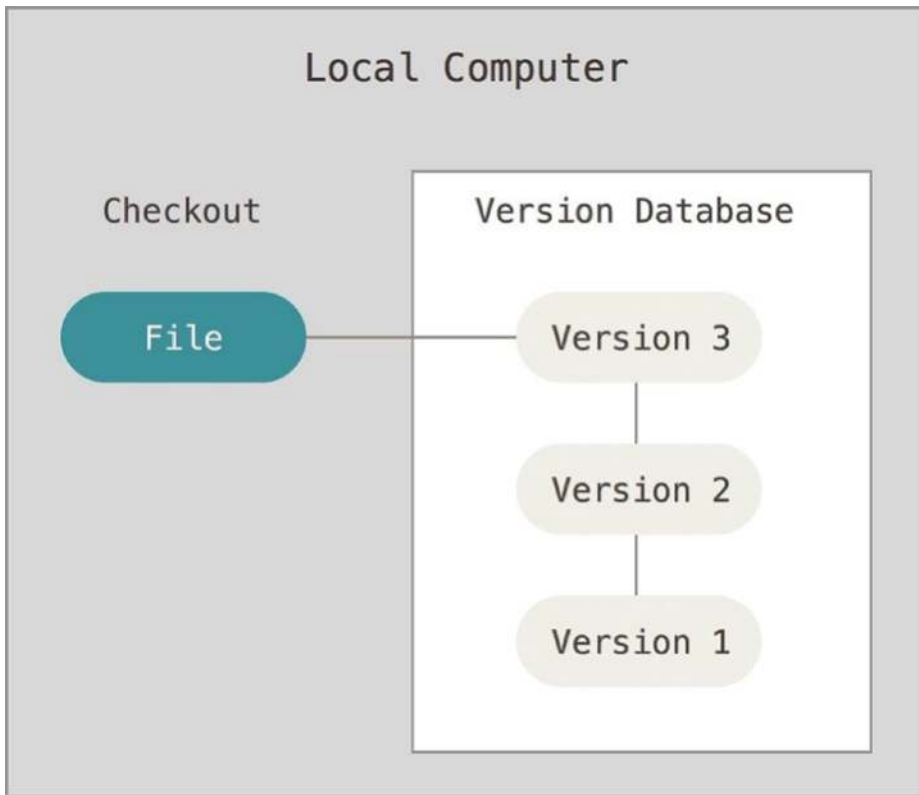 Local Computer
Checkout
Version Database
File
Version 3
Version 2
Version 1